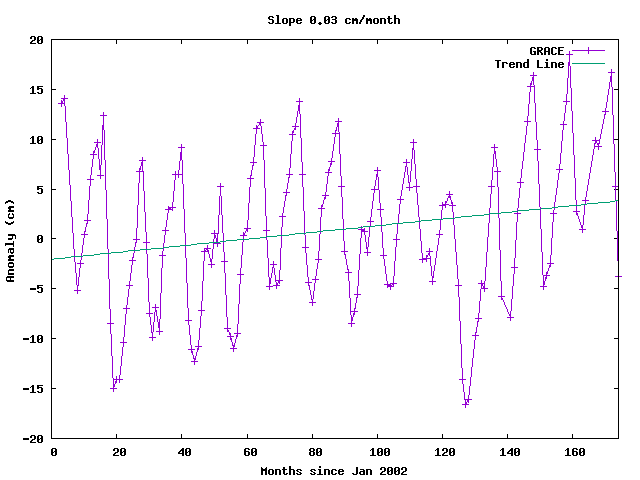 Slope 0.03 cm/month
GRACE
Trend Line
20
15
10
5
0
-5
-10
-15
-20
Anomaly (cm)
0 20 40 60 80 100 120 140 160
Months since Jan 2002